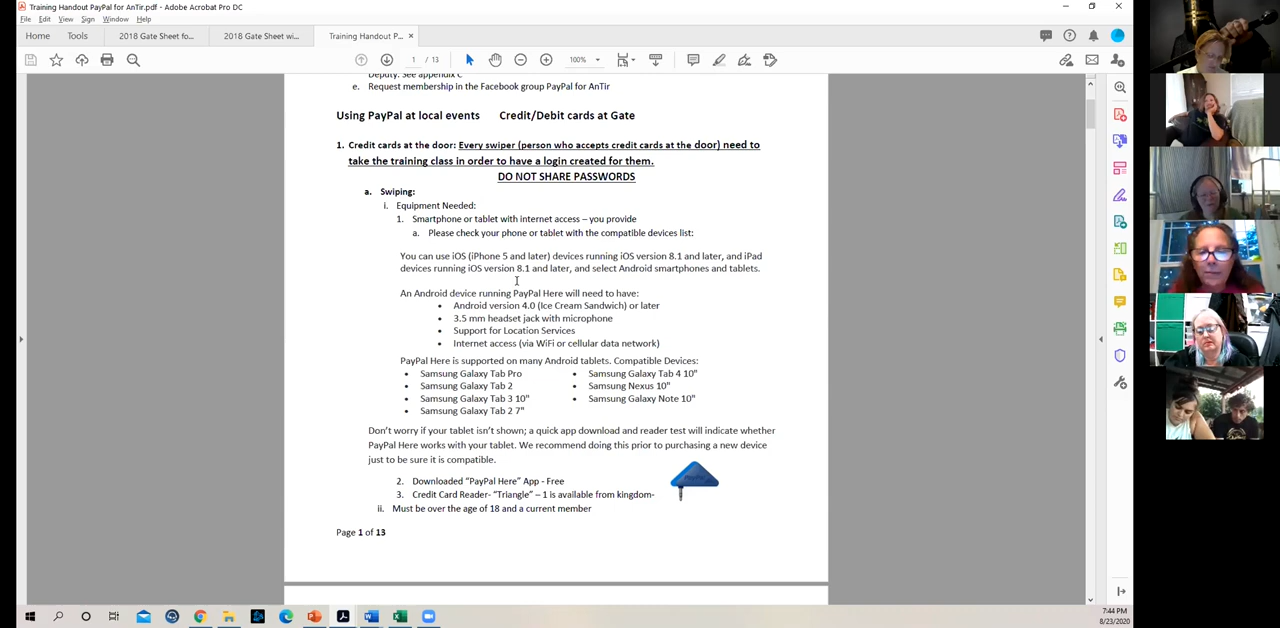 Training Handout PayPal for AnTir.pdf - Adobe Acrobat Pro DC
File Edit View Sign Window Help
Home Tools 2018 Gate Sheet fo... 2018 Gate Sheet wi... Training Handout P... ×
1 / 13 100%
Deputy: See appendix C
e. Request membership in the Facebook group PayPal for AnTir
Using PayPal at local events Credit/Debit cards at Gate
1. Credit cards at the door: Every swiper (person who accepts credit cards at the door) need to
take the training class in order to have a login created for them.
DO NOT SHARE PASSWORDS
a. Swiping:
i. Equipment Needed:
1. Smartphone or tablet with internet access – you provide
a. Please check your phone or tablet with the compatible devices list:
You can use iOS (iPhone 5 and later) devices running iOS version 8.1 and later, and iPad
devices running iOS version 8.1 and later, and select Android smartphones and tablets.
An Android device running PayPal Here will need to have:
• Android version 4.0 (Ice Cream Sandwich) or later
• 3.5 mm headset jack with microphone
• Support for Location Services
• Internet access (via WiFi or cellular data network)
PayPal Here is supported on many Android tablets. Compatible Devices:
• Samsung Galaxy Tab Pro • Samsung Galaxy Tab 4 10"
• Samsung Galaxy Tab 2 • Samsung Nexus 10"
• Samsung Galaxy Tab 3 10" • Samsung Galaxy Note 10"
• Samsung Galaxy Tab 2 7"
Don't worry if your tablet isn't shown; a quick app download and reader test will indicate whether
PayPal Here works with your tablet. We recommend doing this prior to purchasing a new device
just to be sure it is compatible.
2. Downloaded "PayPal Here" App - Free
3. Credit Card Reader- "Triangle" – 1 is available from kingdom-
ii. Must be over the age of 18 and a current member
Page 1 of 13
7:44 PM
8/23/2020